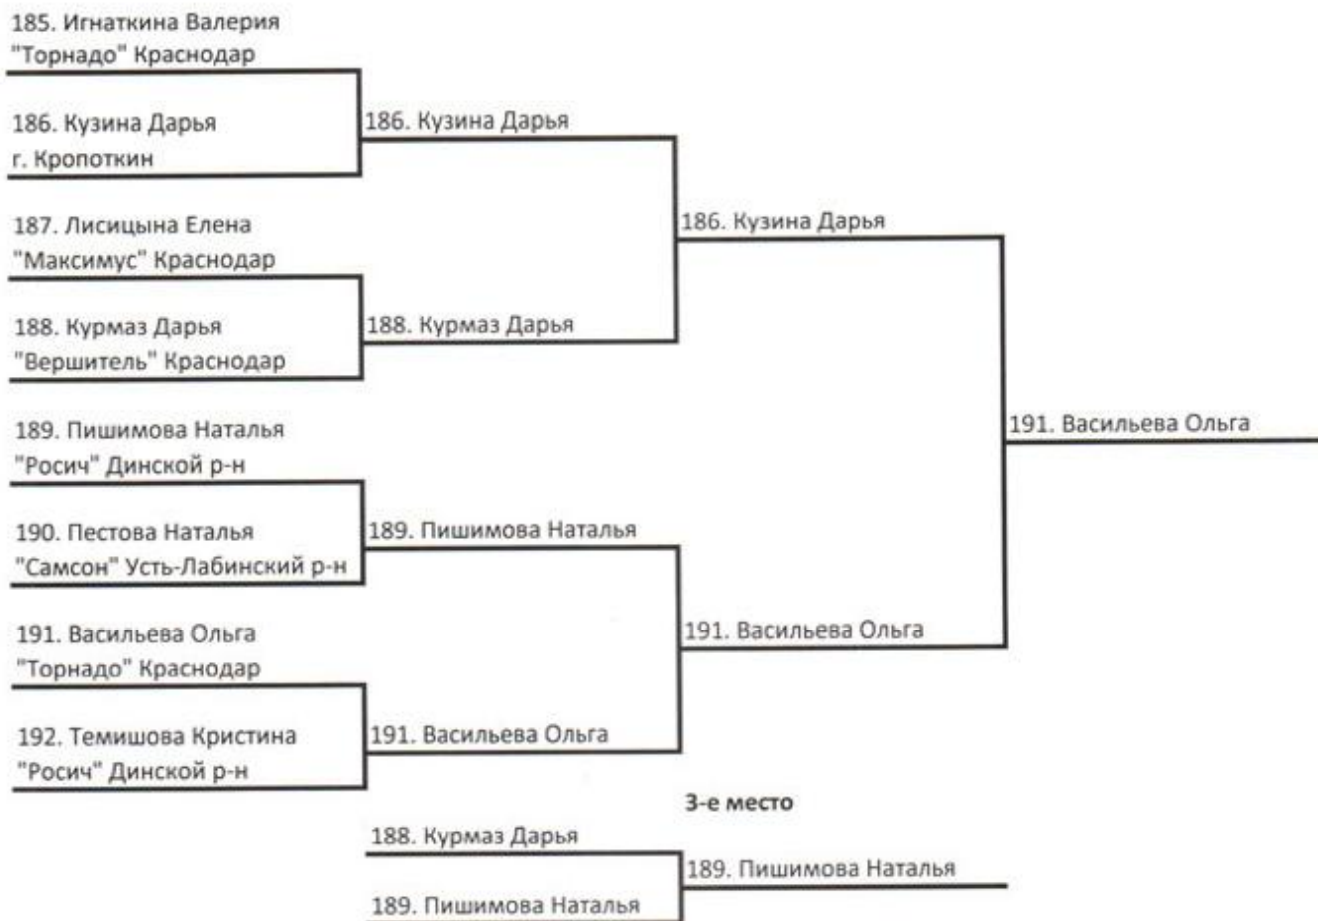 185. Игнаткина Валерия
"Торнадо" Краснодар
186. Кузина Дарья
г. Кропоткин
186. Кузина Дарья
187. Лисицына Елена
"Максимус" Краснодар
186. Кузина Дарья
188. Курмаз Дарья
"Вершитель" Краснодар
188. Курмаз Дарья
189. Пишимова Наталья
"Росич" Динской р-н
191. Васильева Ольга
190. Пестова Наталья
"Самсон" Усть-Лабинский р-н
189. Пишимова Наталья
191. Васильева Ольга
"Торнадо" Краснодар
191. Васильева Ольга
192. Темишова Кристина
"Росич" Динской р-н
191. Васильева Ольга
3-е место
188. Курмаз Дарья
189. Пишимова Наталья
189. Пишимова Наталья